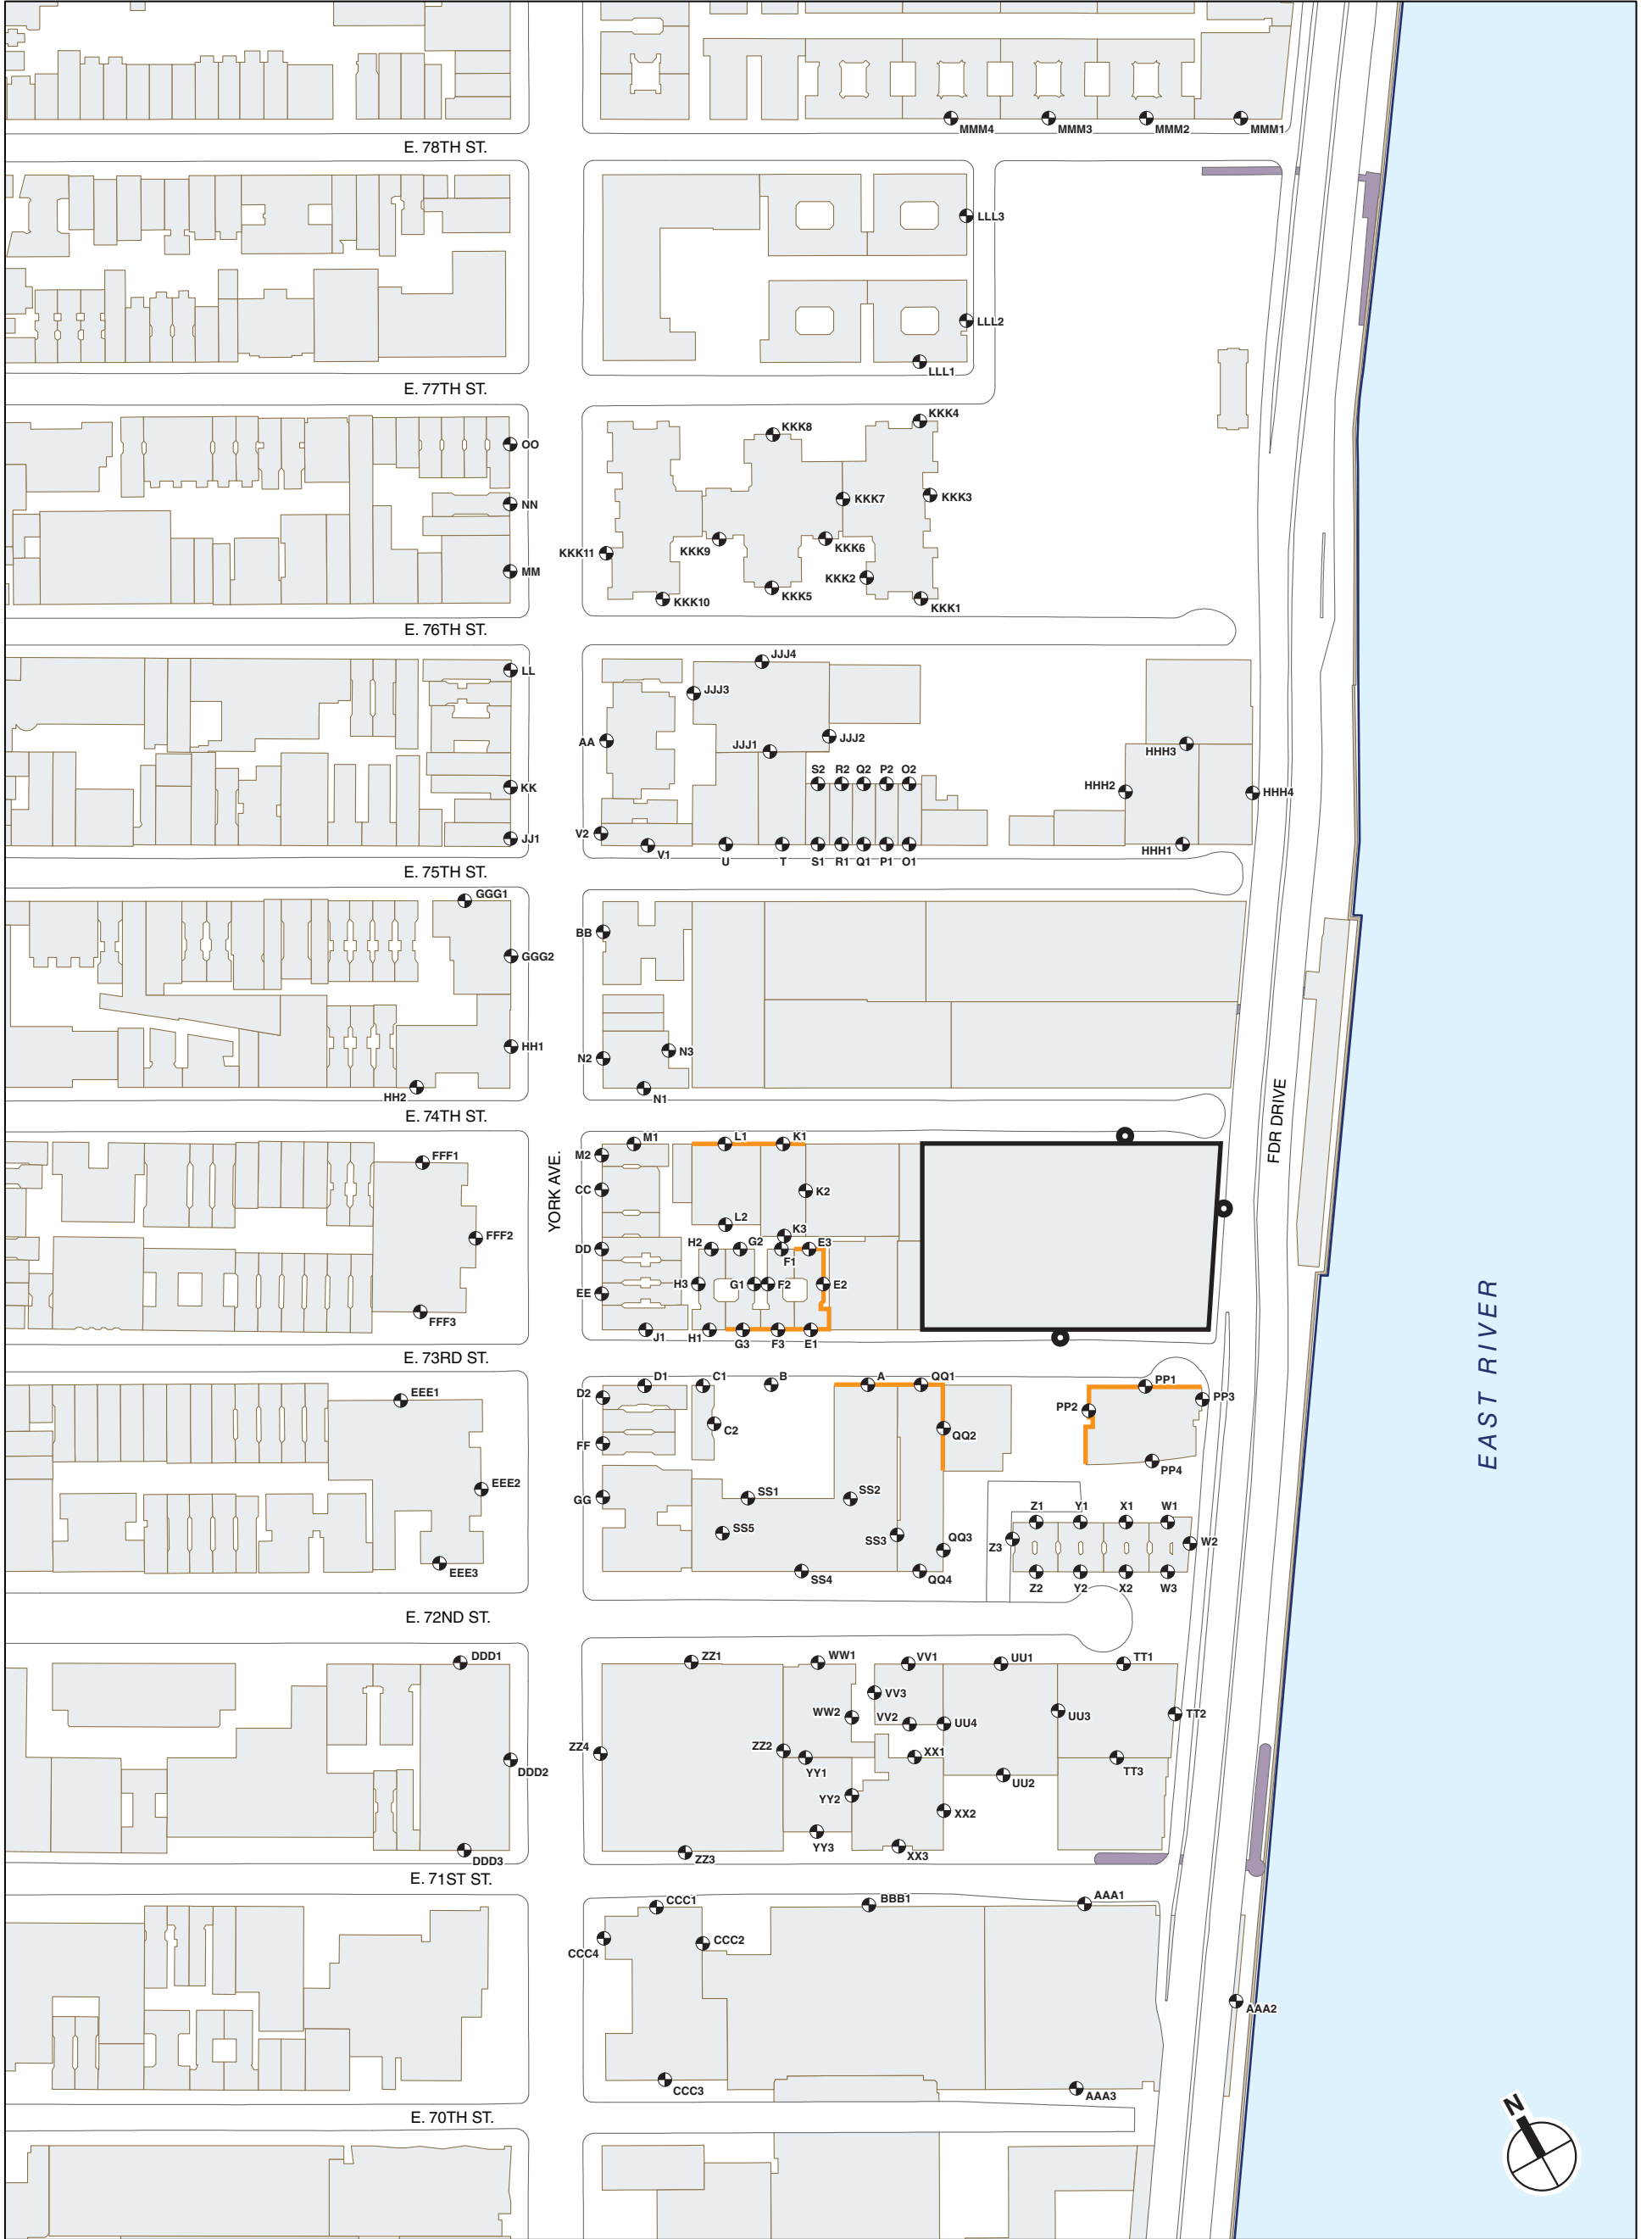 MMM4 MMM3 MMM2 MMM1
E. 78TH ST.
LLL3
LLL2
LLL1
E. 77TH ST.
KKK4
KKK8
OO
KKK3
KKK7
NN
KKK6
KKK9
KKK11
MM
KKK2
KKK5
KKK10
KKK1
E. 76TH ST.
JJJ4
LL
JJJ3
JJJ2
AA
JJJ1
HHH3
S2 R2 Q2 P2 O2
HHH2
KK
HHH4
V2
JJ1
V1
U T S1 R1 Q1 P1 O1
HHH1
E. 75TH ST.
GGG1
BB
GGG2
HH1
N3
N2
HH2
N1
E. 74TH ST.
FDR DRIVE
M1 L1 K1
M2
FFF1
CC
K2
YORK AVE.
L2
K3
FFF2
DD
H2 G2
E3
F1
H3 G1 F2 E2
EE
FFF3
J1 H1 G3 F3 E1
E. 73RD ST.
EAST RIVER
D1 C1 B A QQ1
PP1
EEE1
D2
PP3
PP2
C2
QQ2
FF
PP4
EEE2
SS1 SS2
GG
Z1 Y1 X1 W1
SS5
SS3
Z3
QQ3
W2
EEE3
SS4
QQ4
Z2 Y2 X2 W3
E. 72ND ST.
DDD1
ZZ1
WW1
VV1
UU1
TT1
VV3
WW2
VV2
UU4
UU3
TT2
ZZ4
ZZ2
DDD2
YY1
XX1
TT3
UU2
YY2
XX2
YY3
XX3
DDD3
ZZ3
E. 71ST ST.
CCC1
BBB1
AAA1
CCC4
CCC2
AAA2
CCC3
AAA3
E. 70TH ST.
N